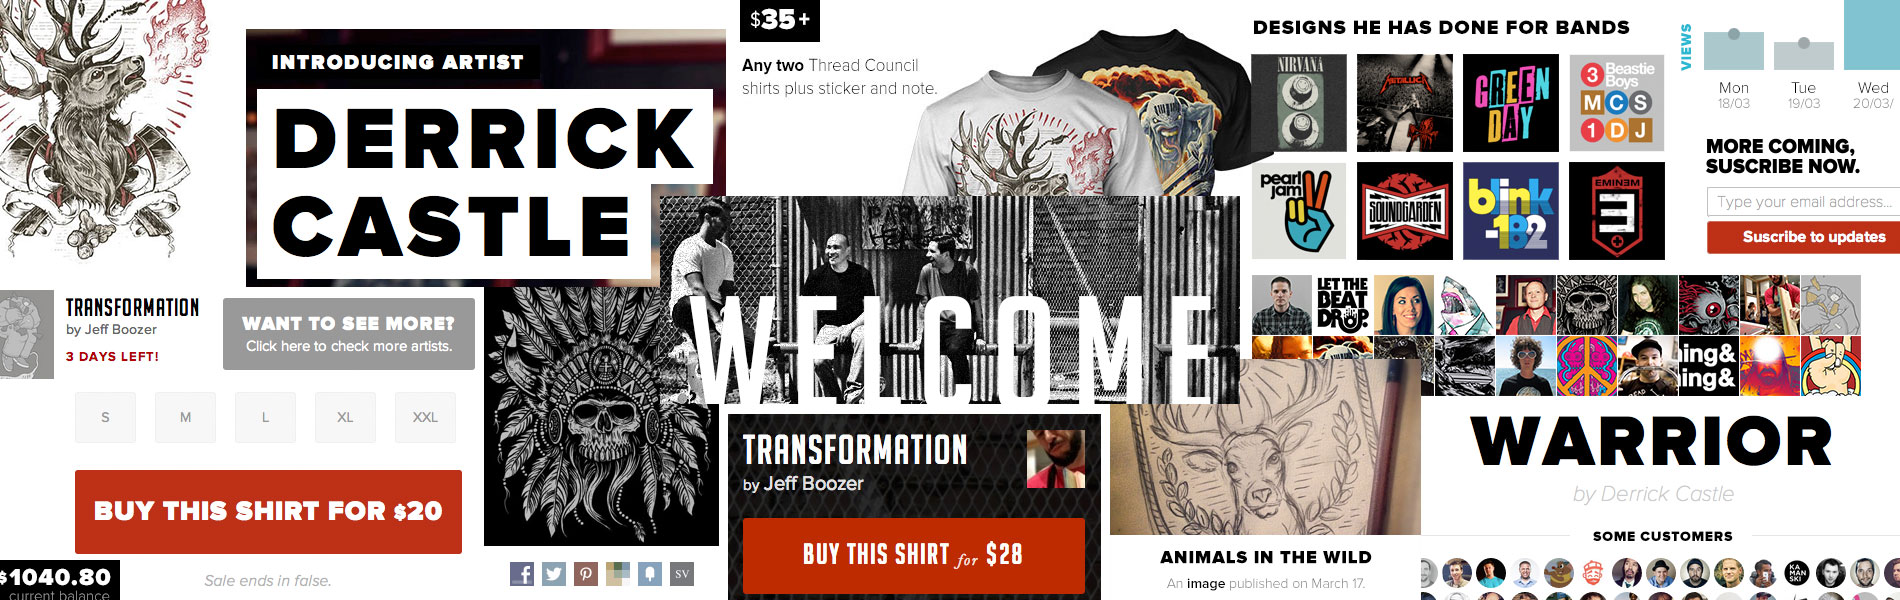 INTRODUCING ARTIST
DERRICK
CASTLE
$35+
Any two Thread Council
shirts plus sticker and note.
DESIGNS HE HAS DONE FOR BANDS
NIRVANA
METALLICA
GREEN
DAY
3 Beastie
Boys
MCS
1DJ
pearl
jam
SOUNDGARDEN
blink
-182
EMINEM
VIEWS
Mon
18/03
Tue
19/03
Wed
20/03/
MORE COMING,
SUSCRIBE NOW.
Type your email address...
Suscribe to updates
TRANSFORMATION
by Jeff Boozer
3 DAYS LEFT!
WANT TO SEE MORE?
Click here to check more artists.
S
M
L
XL
XXL
BUY THIS SHIRT FOR $20
$1040.80
current balance
Sale ends in false.
WELCOME
TRANSFORMATION
by Jeff Boozer
BUY THIS SHIRT for $28
SV
LET THE
BEAT
DROP.
ing&
ing&
ANIMALS IN THE WILD
An image published on March 17.
WARRIOR
by Derrick Castle
SOME CUSTOMERS
KA
MAN
SKI